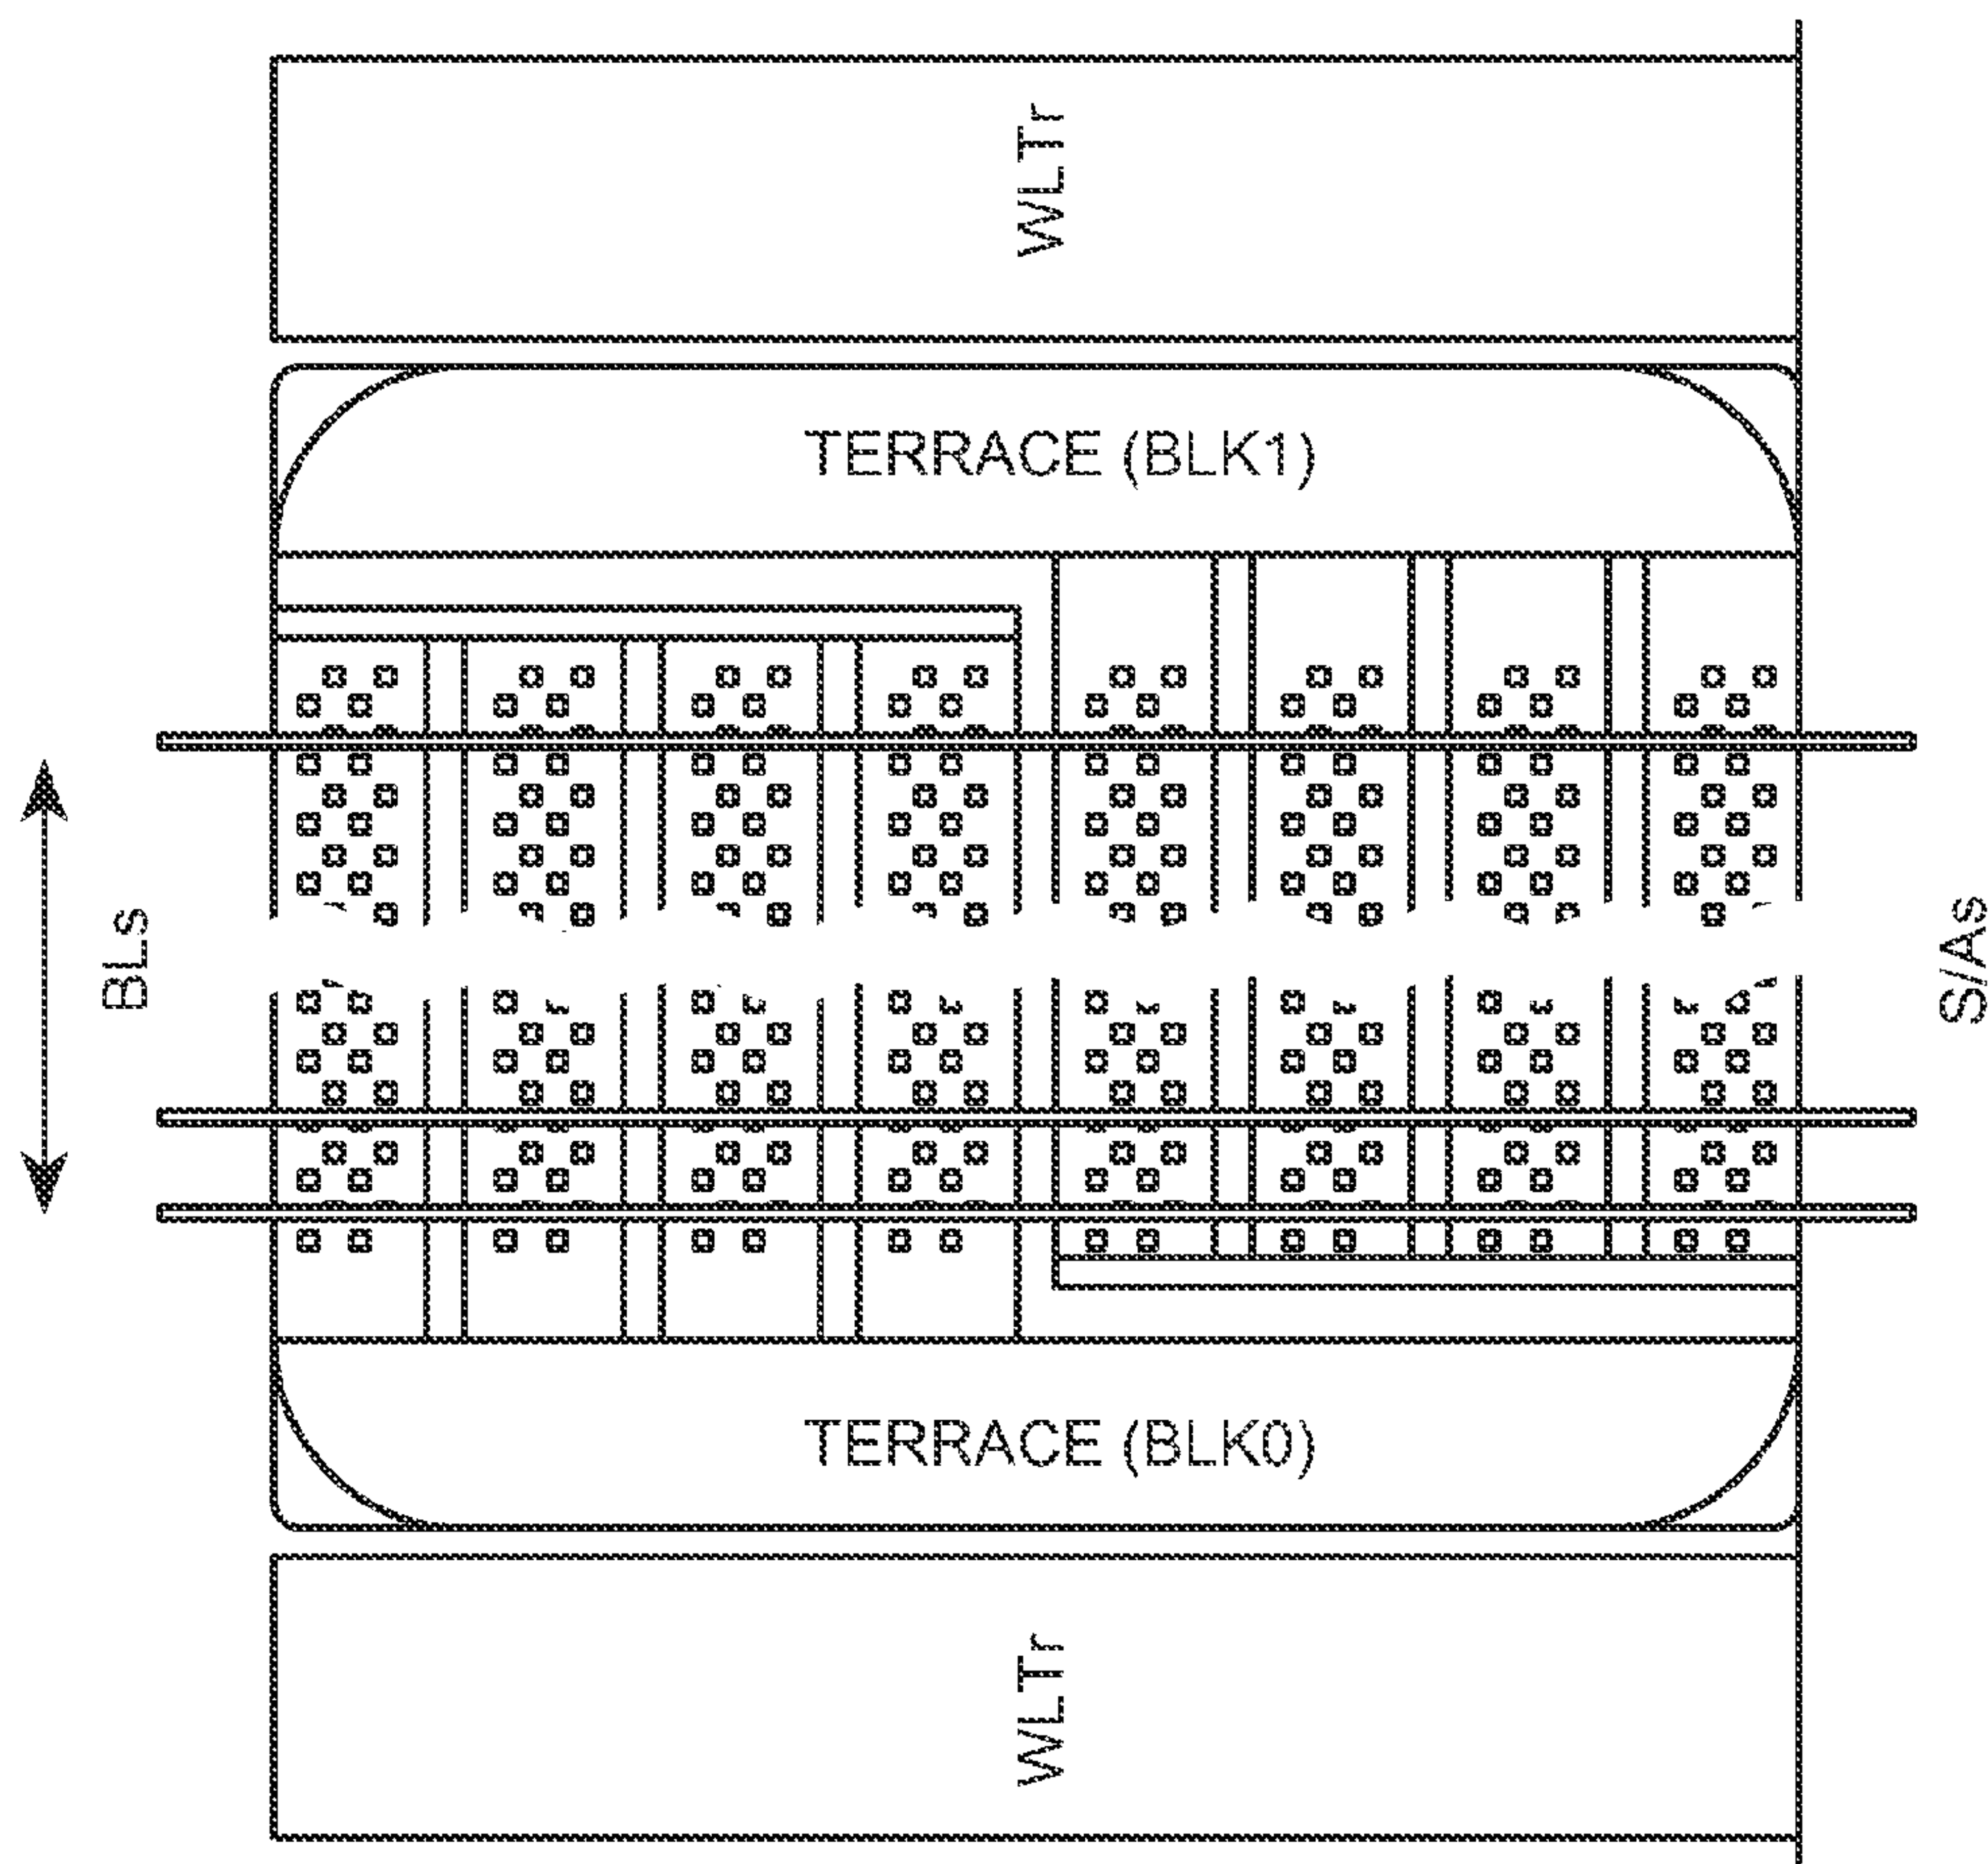 WLTr
TERRACE (BLK1)
BLs
S/As
TERRACE (BLK0)
WLTr